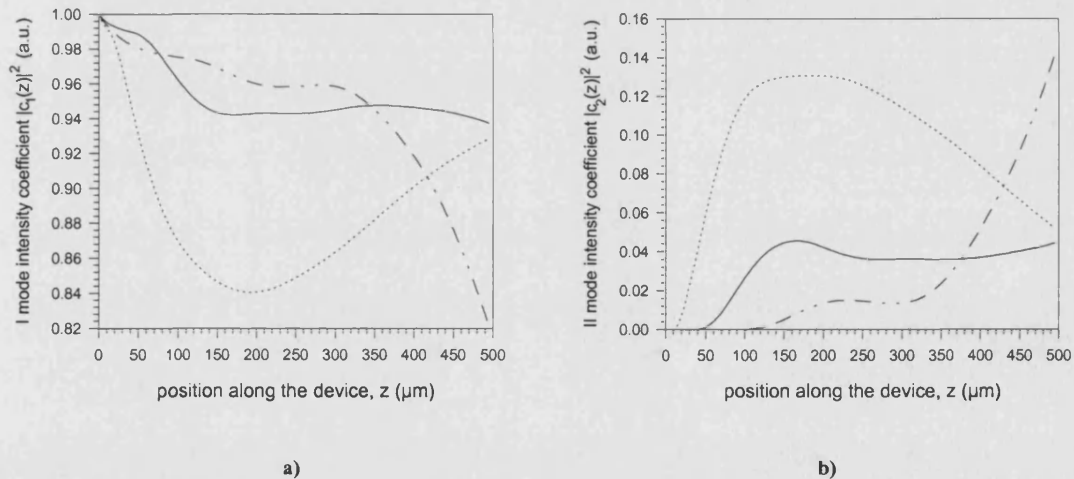 I mode intensity coefficient |c₁(z)|² (a.u.)
1.00
0.98
0.96
0.94
0.92
0.90
0.88
0.86
0.84
0.82
0 50 100 150 200 250 300 350 400 450 500
position along the device, z (µm)
a)
II mode intensity coefficient |c₂(z)|² (a.u.)
0.16
0.14
0.12
0.10
0.08
0.06
0.04
0.02
0.00
0 50 100 150 200 250 300 350 400 450 500
position along the device, z (µm)
b)